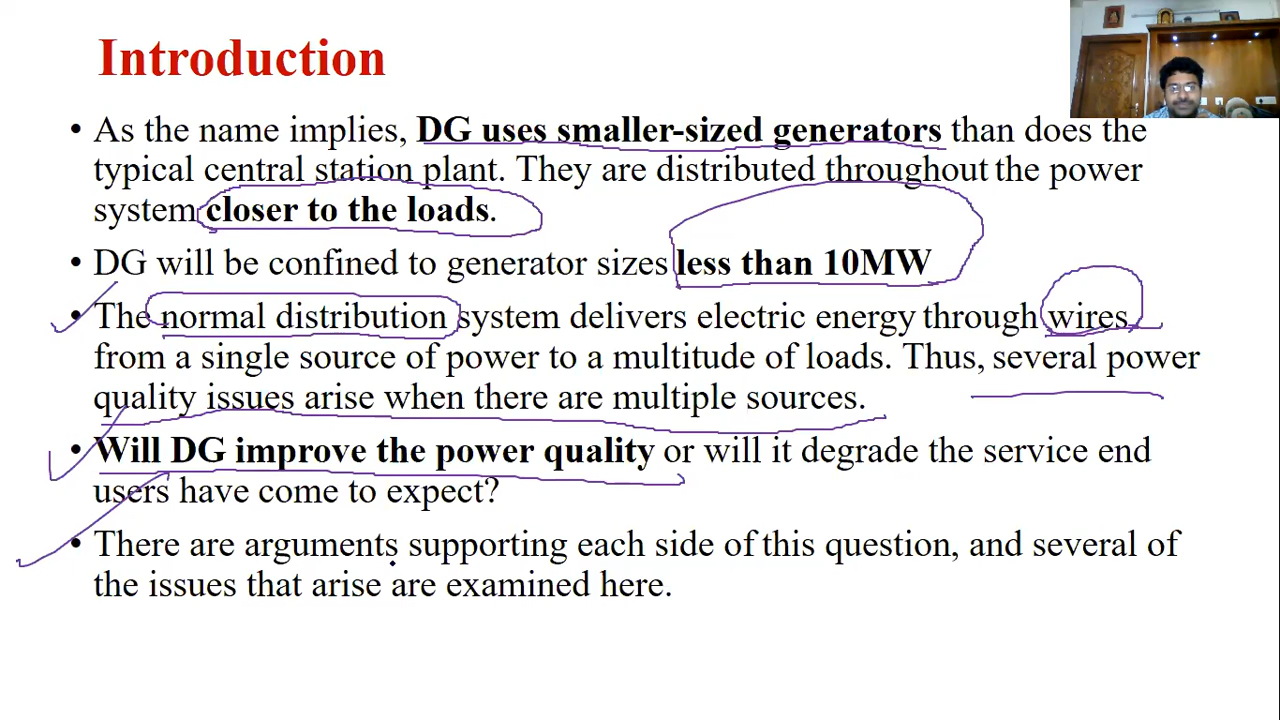 Introduction
• As the name implies, DG uses smaller-sized generators than does the
typical central station plant. They are distributed throughout the power
system closer to the loads.
• DG will be confined to generator sizes less than 10MW
• The normal distribution system delivers electric energy through wires
from a single source of power to a multitude of loads. Thus, several power
quality issues arise when there are multiple sources.
• Will DG improve the power quality or will it degrade the service end
users have come to expect?
• There are arguments supporting each side of this question, and several of
the issues that arise are examined here.